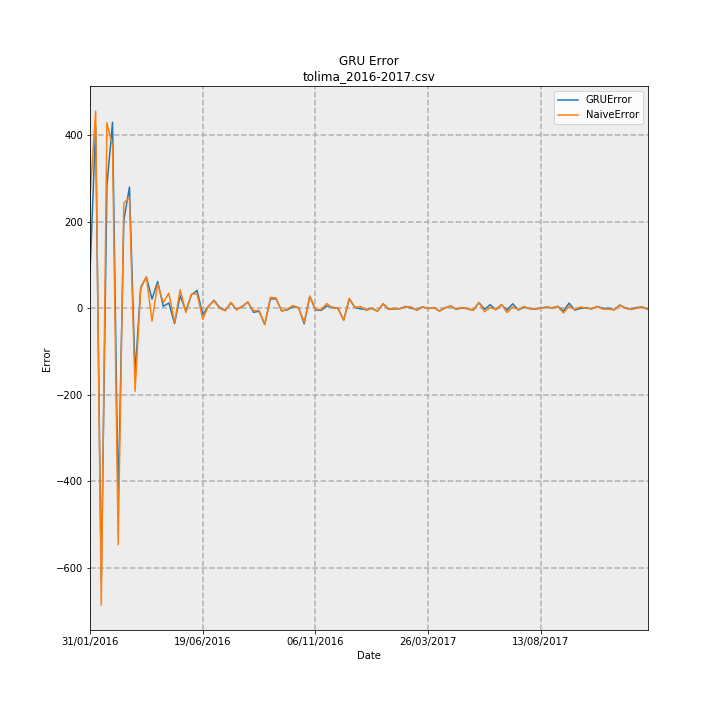 GRU Error
tolima_2016-2017.csv
GRUError
NaiveError
400
200
0
−200
−400
−600
Error
31/01/2016
19/06/2016
06/11/2016
26/03/2017
13/08/2017
Date